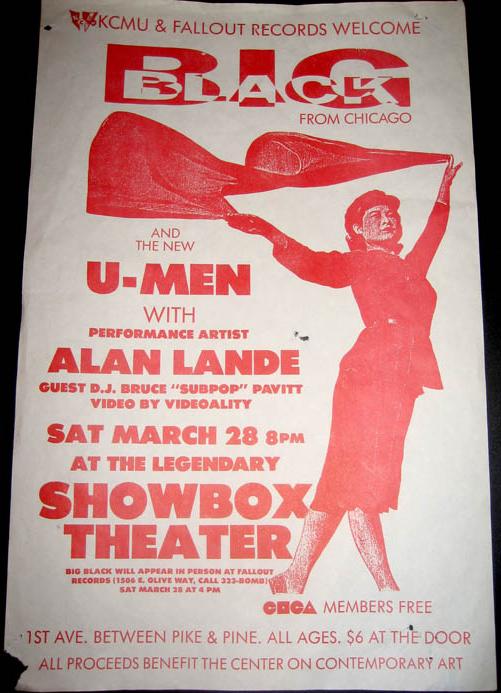 KCMU & FALLOUT RECORDS WELCOME
BIG
BLACK
FROM CHICAGO
AND
THE NEW
U-MEN
WITH
PERFORMANCE ARTIST
ALAN LANDE
GUEST D.J. BRUCE "SUBPOP" PAVITT
VIDEO BY VIDEOALITY
SAT MARCH 28 8PM
AT THE LEGENDARY
SHOWBOX
THEATER
BIG BLACK WILL APPEAR IN PERSON AT FALLOUT
RECORDS (1506 E. OLIVE WAY, CALL 323-BOMB)
SAT MARCH 28 AT 4 PM
COCA MEMBERS FREE
1ST AVE. BETWEEN PIKE & PINE. ALL AGES. $6 AT THE DOOR
ALL PROCEEDS BENEFIT THE CENTER ON CONTEMPORARY ART